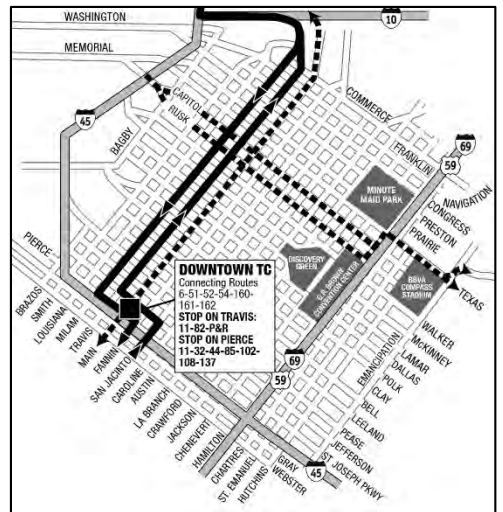 WASHINGTON
10
MEMORIAL
CAPITOL
RUSK
COMMERCE
45
BAGBY
FRANKLIN
69
59
MINUTE
MAID PARK
NAVIGATION
CONGRESS
PRESTON
PRAIRIE
PIERCE
DISCOVERY
GREEN
G.R. BROWN
CONVENTION CENTER
BBVA
COMPASS
STADIUM
TEXAS
DOWNTOWN TC
Connecting Routes
6-51-52-54-160-
161-162
STOP ON TRAVIS:
11-82-P&R
STOP ON PIERCE
11-32-44-85-102-
108-137
BRAZOS
SMITH
LOUISIANA
MILAM
TRAVIS
MAIN
FANNIN
SAN JACINTO
CAROLINE
AUSTIN
LA BRANCH
CRAWFORD
JACKSON
CHENEVERT
HAMILTON
CHARTRES
ST. EMANUEL
HUTCHINS
69
59
EMANCIPATION
WALKER
McKINNEY
LAMAR
DALLAS
POLK
CLAY
BELL
LEELAND
PEASE
JEFFERSON
ST JOSEPH PKWY
GRAY
WEBSTER
45